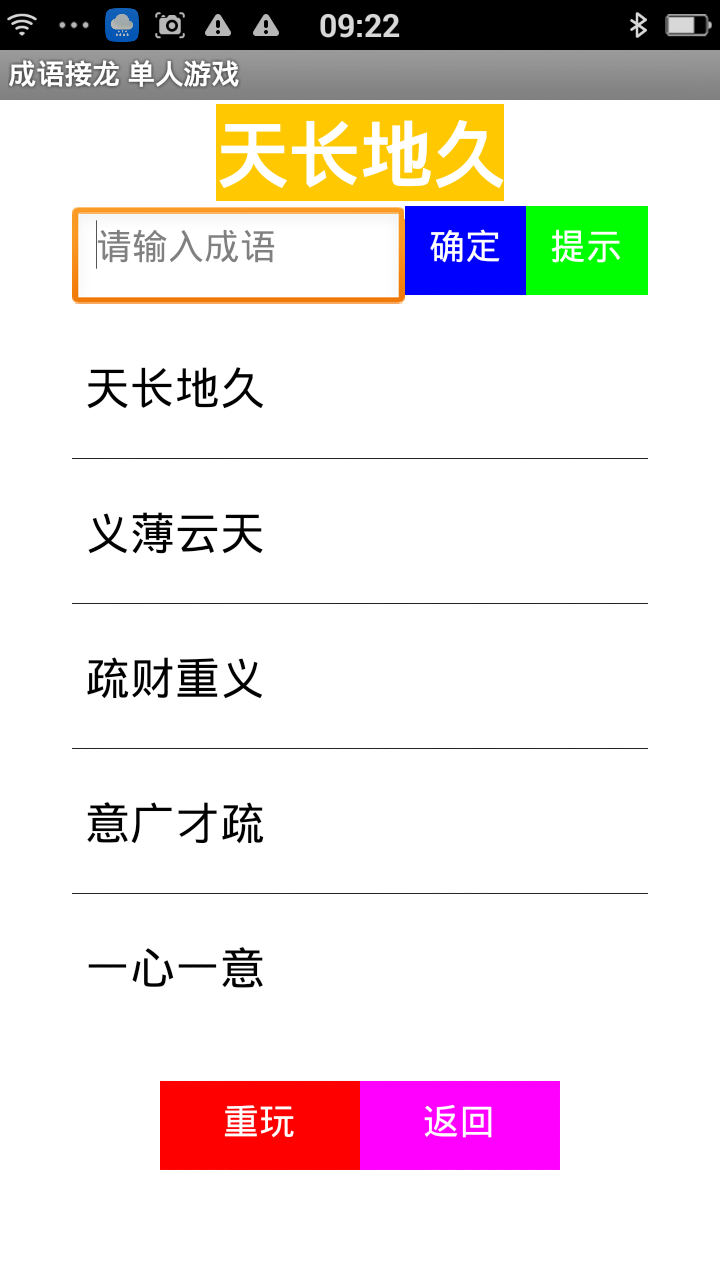 09:22
成语接龙 单人游戏
天长地久
请输入成语 确定 提示
天长地久
义薄云天
疏财重义
意广才疏
一心一意
重玩 返回